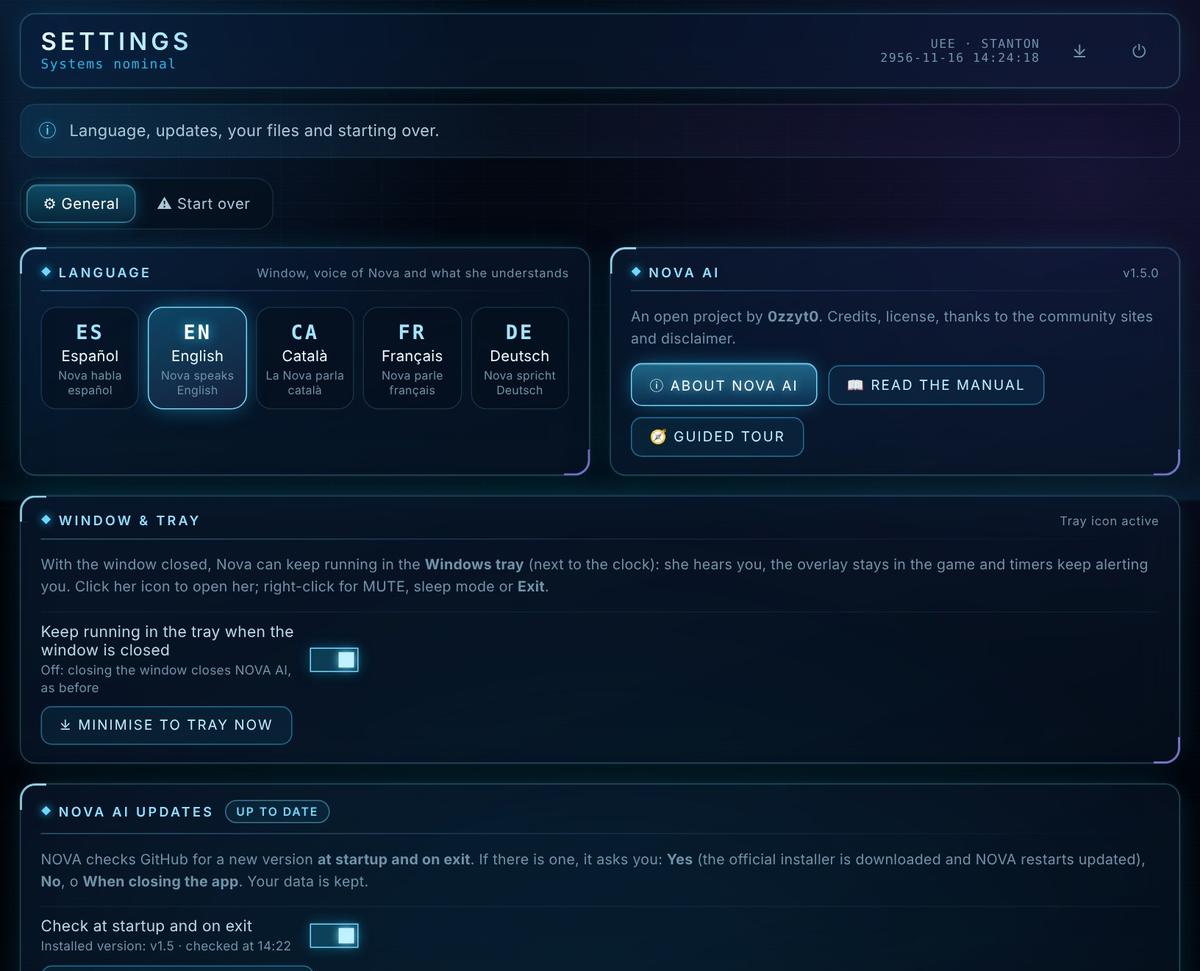 SETTINGS
Systems nominal
UEE · STANTON
2956-11-16 14:24:18
Language, updates, your files and starting over.
General
Start over
LANGUAGE
Window, voice of Nova and what she understands
ES
Español
Nova habla
español
EN
English
Nova speaks
English
CA
Català
La Nova parla
català
FR
Français
Nova parle
français
DE
Deutsch
Nova spricht
Deutsch
NOVA AI
v1.5.0
An open project by 0zzyt0. Credits, license, thanks to the community sites
and disclaimer.
ABOUT NOVA AI
READ THE MANUAL
GUIDED TOUR
WINDOW & TRAY
Tray icon active
With the window closed, Nova can keep running in the Windows tray (next to the clock): she hears you, the overlay stays in the game and timers keep alerting
you. Click her icon to open her; right-click for MUTE, sleep mode or Exit.
Keep running in the tray when the
window is closed
Off: closing the window closes NOVA AI,
as before
MINIMISE TO TRAY NOW
NOVA AI UPDATES
UP TO DATE
NOVA checks GitHub for a new version at startup and on exit. If there is one, it asks you: Yes (the official installer is downloaded and NOVA restarts updated),
No, o When closing the app. Your data is kept.
Check at startup and on exit
Installed version: v1.5 · checked at 14:22